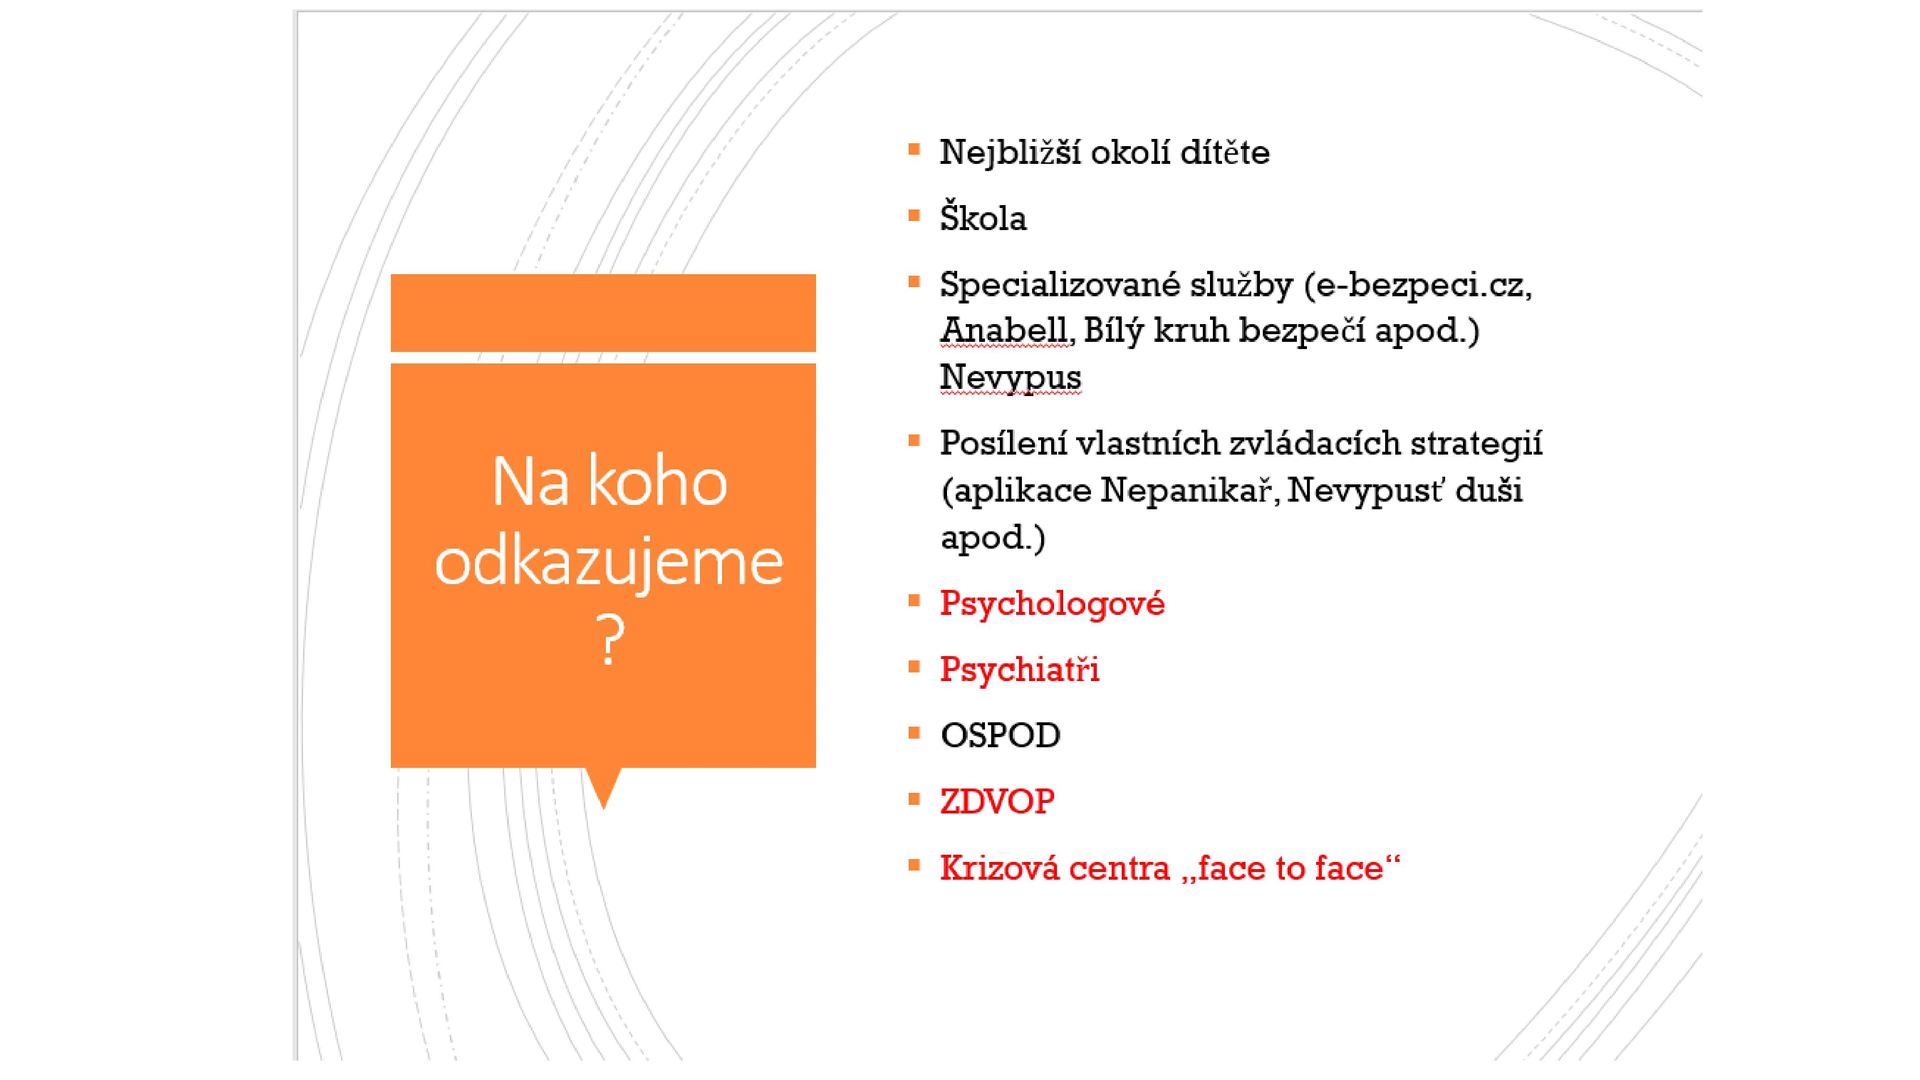 Na koho
odkazujeme
?
Nejbližší okolí dítěte
Škola
Specializované služby (e-bezpeci.cz,
Anabell, Bílý kruh bezpečí apod.)
Nevypus
Posílení vlastních zvládacích strategií
(aplikace Nepanikař, Nevypusť duši
apod.)
Psychologové
Psychiatři
OSPOD
ZDVOP
Krizová centra „face to face“